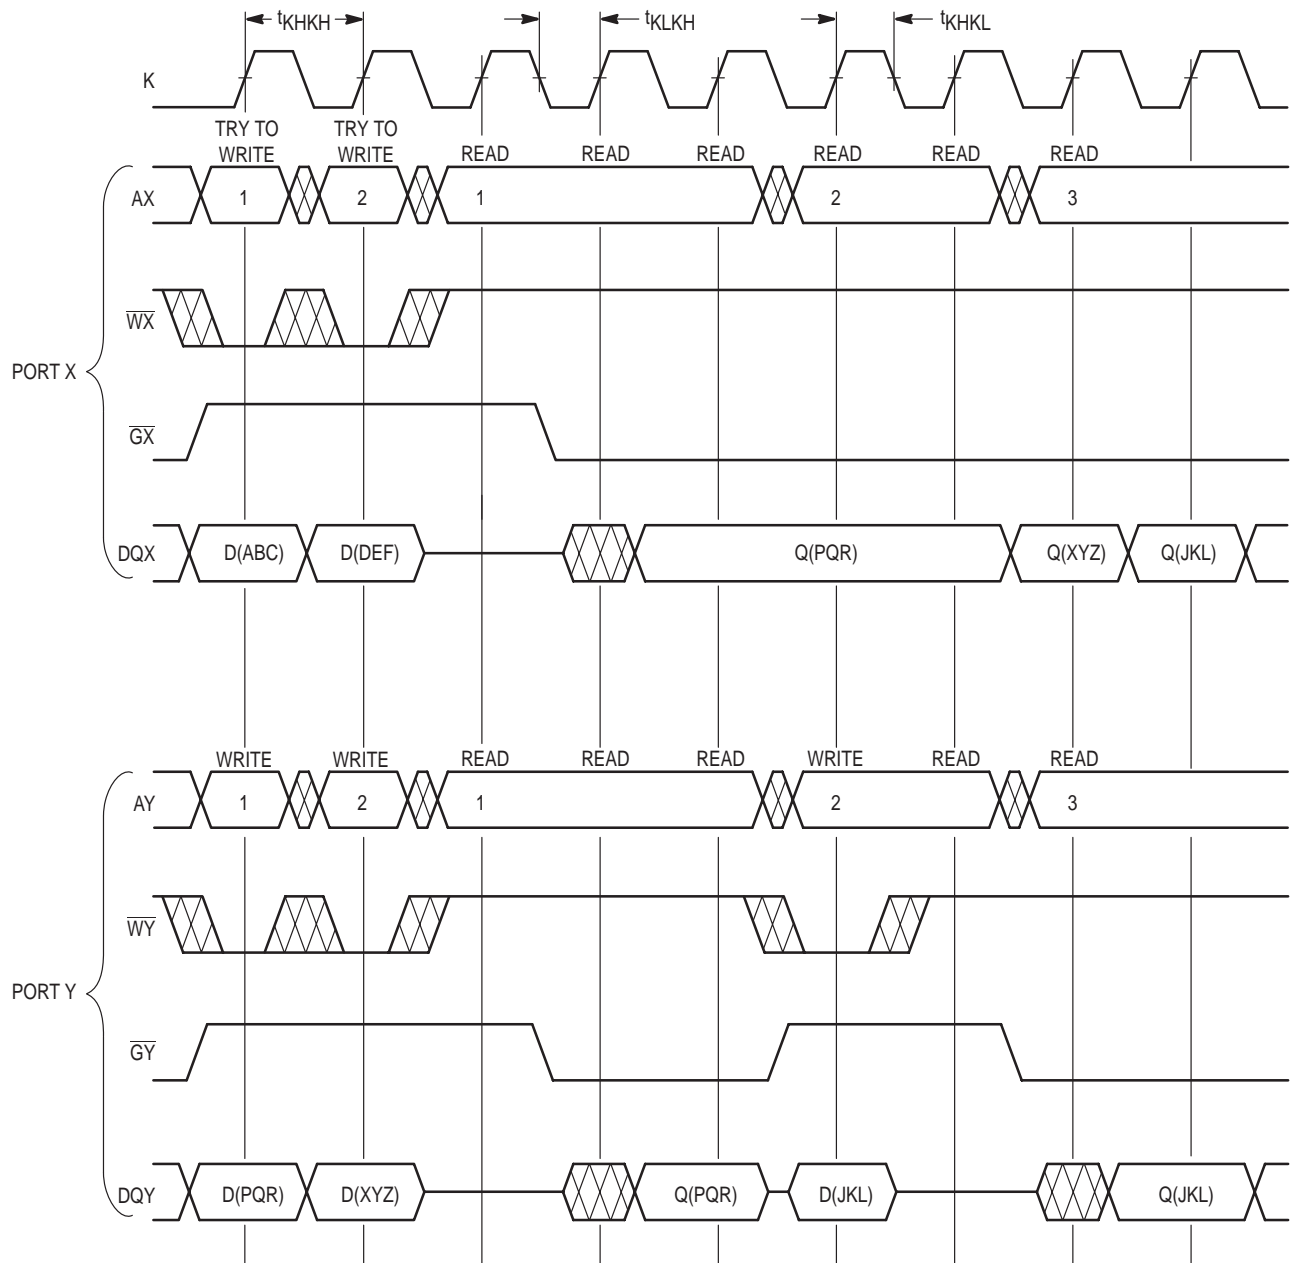 tKHKH tKLKH tKHKL
K
TRY TO TRY TO
WRITE WRITE READ READ READ READ READ READ
AX 1 2 1 2 3
WX
PORT X
GX
DQX D(ABC) D(DEF) Q(PQR) Q(XYZ) Q(JKL)
WRITE WRITE READ READ READ WRITE READ READ
AY 1 2 1 2 3
WY
PORT Y
GY
DQY D(PQR) D(XYZ) Q(PQR) D(JKL) Q(JKL)